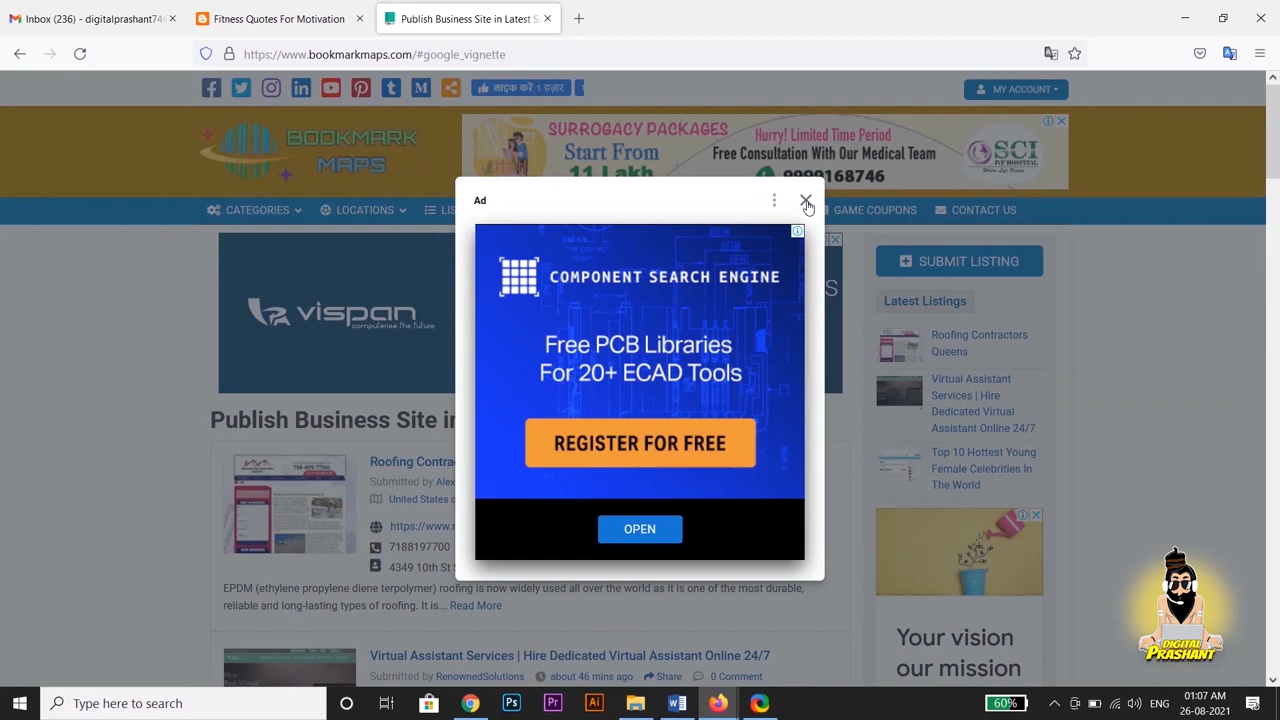 Inbox (236) - digitalprashant746
Fitness Quotes For Motivation
Publish Business Site in Latest S
https://www.bookmarkmaps.com/#google_vignette
लाइक करें 1 हज़ार
MY ACCOUNT
BOOKMARK
MAPS
SURROGACY PACKAGES
Start From
11 Lakh
Hurry! Limited Time Period
Free Consultation With Our Medical Team
9990168746
SCI
IVF HOSPITAL
CATEGORIES
LOCATIONS
LIS
GAME COUPONS
CONTACT US
Ad
COMPONENT SEARCH ENGINE
Free PCB Libraries
For 20+ ECAD Tools
REGISTER FOR FREE
OPEN
vispan
computerise the future
S
SUBMIT LISTING
Latest Listings
Roofing Contractors
Queens
Virtual Assistant
Services | Hire
Dedicated Virtual
Assistant Online 24/7
Top 10 Hottest Young
Female Celebrities In
The World
Publish Business Site in
Roofing Contra
Submitted by Alex
United States o
https://www.r
7188197700
4349 10th St S
EPDM (ethylene propylene diene terpolymer) roofing is now widely used all over the world as it is one of the most durable,
reliable and long-lasting types of roofing. It is... Read More
Virtual Assistant Services | Hire Dedicated Virtual Assistant Online 24/7
Submitted by RenownedSolutions
about 46 mins ago
Share
0 Comment
Your vision
our mission
DIGITAL
PRASHANT
Type here to search
60%
ENG
01:07 AM
26-08-2021